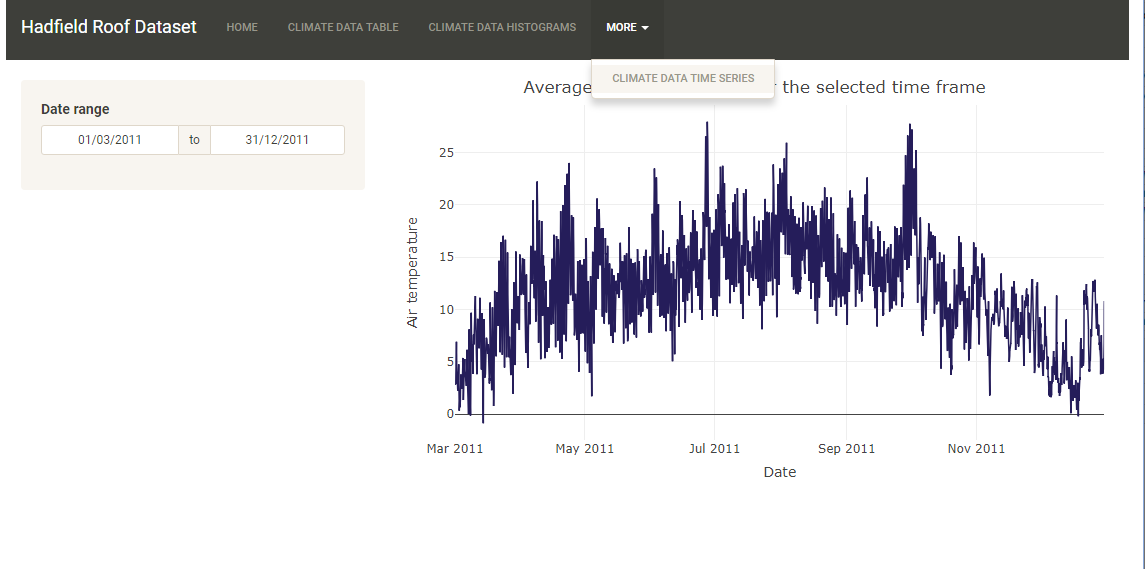 Hadfield Roof Dataset HOME CLIMATE DATA TABLE CLIMATE DATA HISTOGRAMS MORE
CLIMATE DATA TIME SERIES
Average r the selected time frame
Date range
01/03/2011 to 31/12/2011
25
20
15
10
5
0
Air temperature
Mar 2011 May 2011 Jul 2011 Sep 2011 Nov 2011
Date